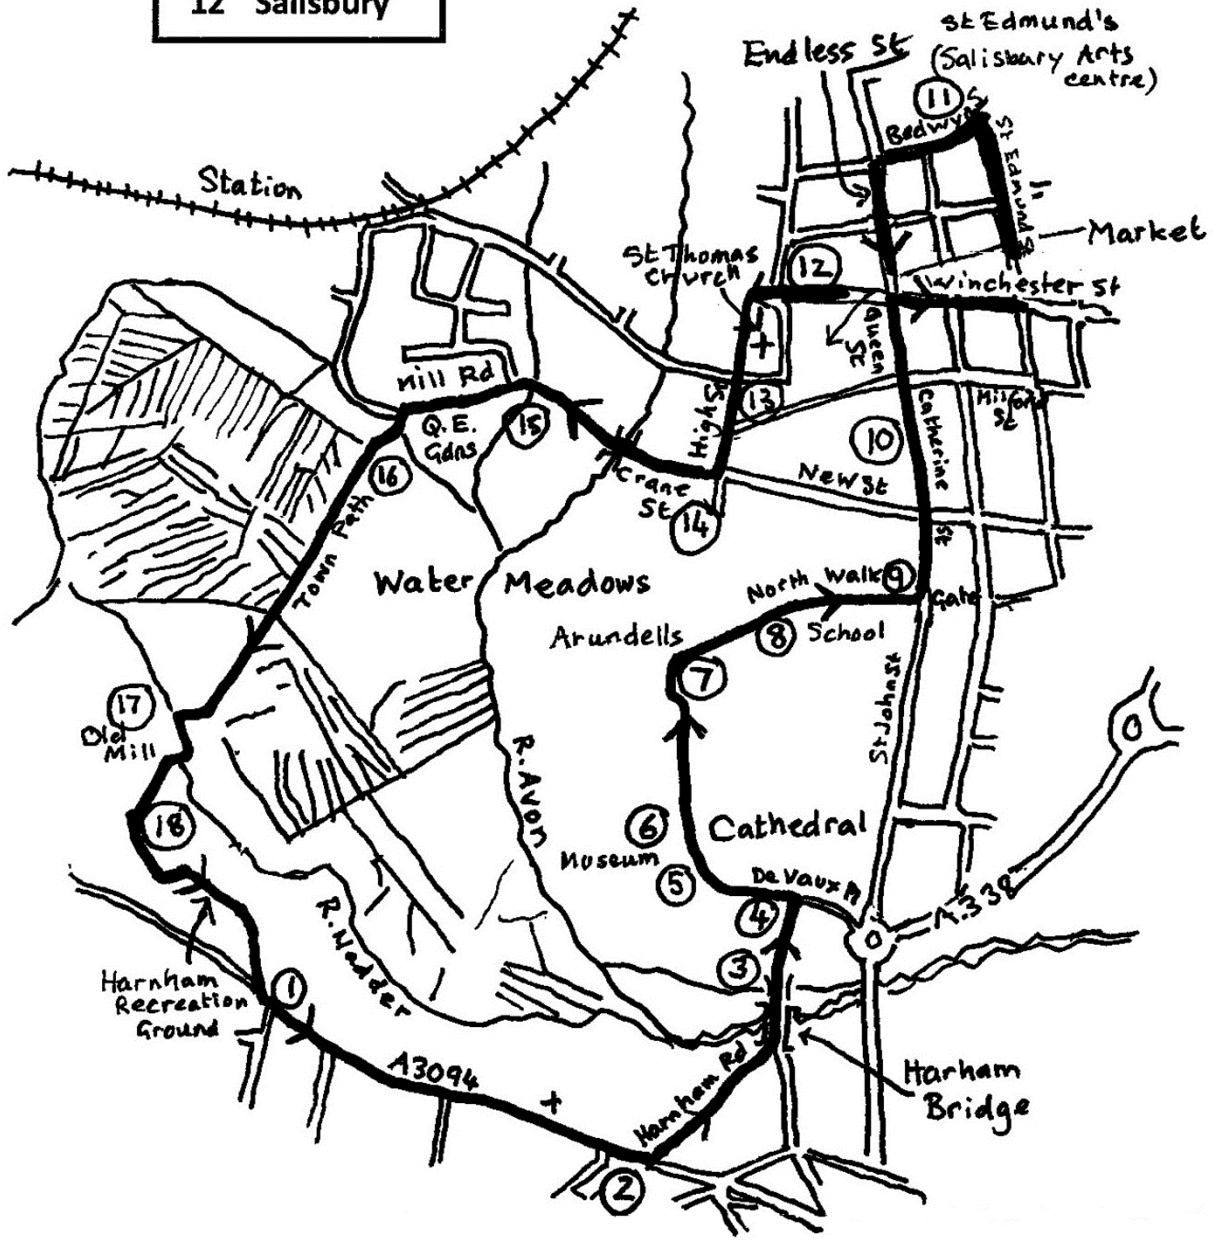 12 Salisbury
St Edmund's
(Salisbury Arts
centre)
Endless St
11
Bedwyn S
St Edmund St
Station
Market
St Thomas
Church
12
Winchester St
Queen
St
Mill Rd
High St
13
Milford
St
Q.E.
Gdns
15
10
Catherine
St
16
Crane
St
New St
14
Town Path
Water Meadows
North Walk
9
Gate
Arundells
8
School
7
17
Old
Mill
St John St
R. Avon
18
6
Cathedral
Museum
5
De Vaux Pl
4
A338
R. Nadder
3
Harnham
Recreation
Ground
1
A3094
Harnham Rd
Harham
Bridge
2